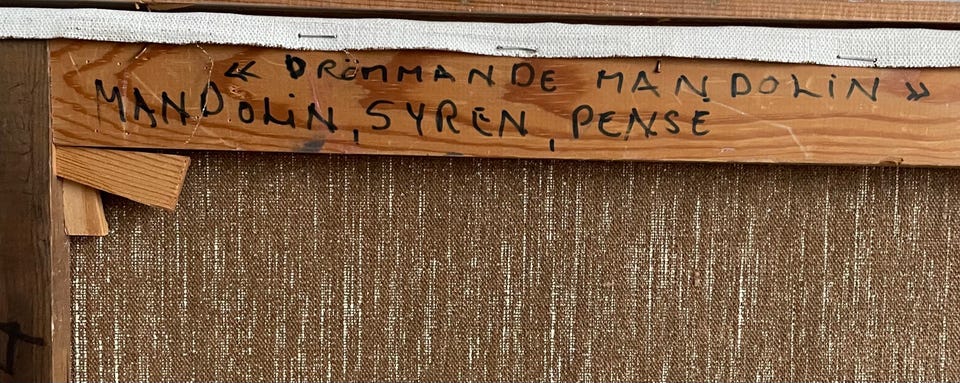 « DRÖMMANDE MANDOLIN »
MANDOLIN, SYREN, PENSE